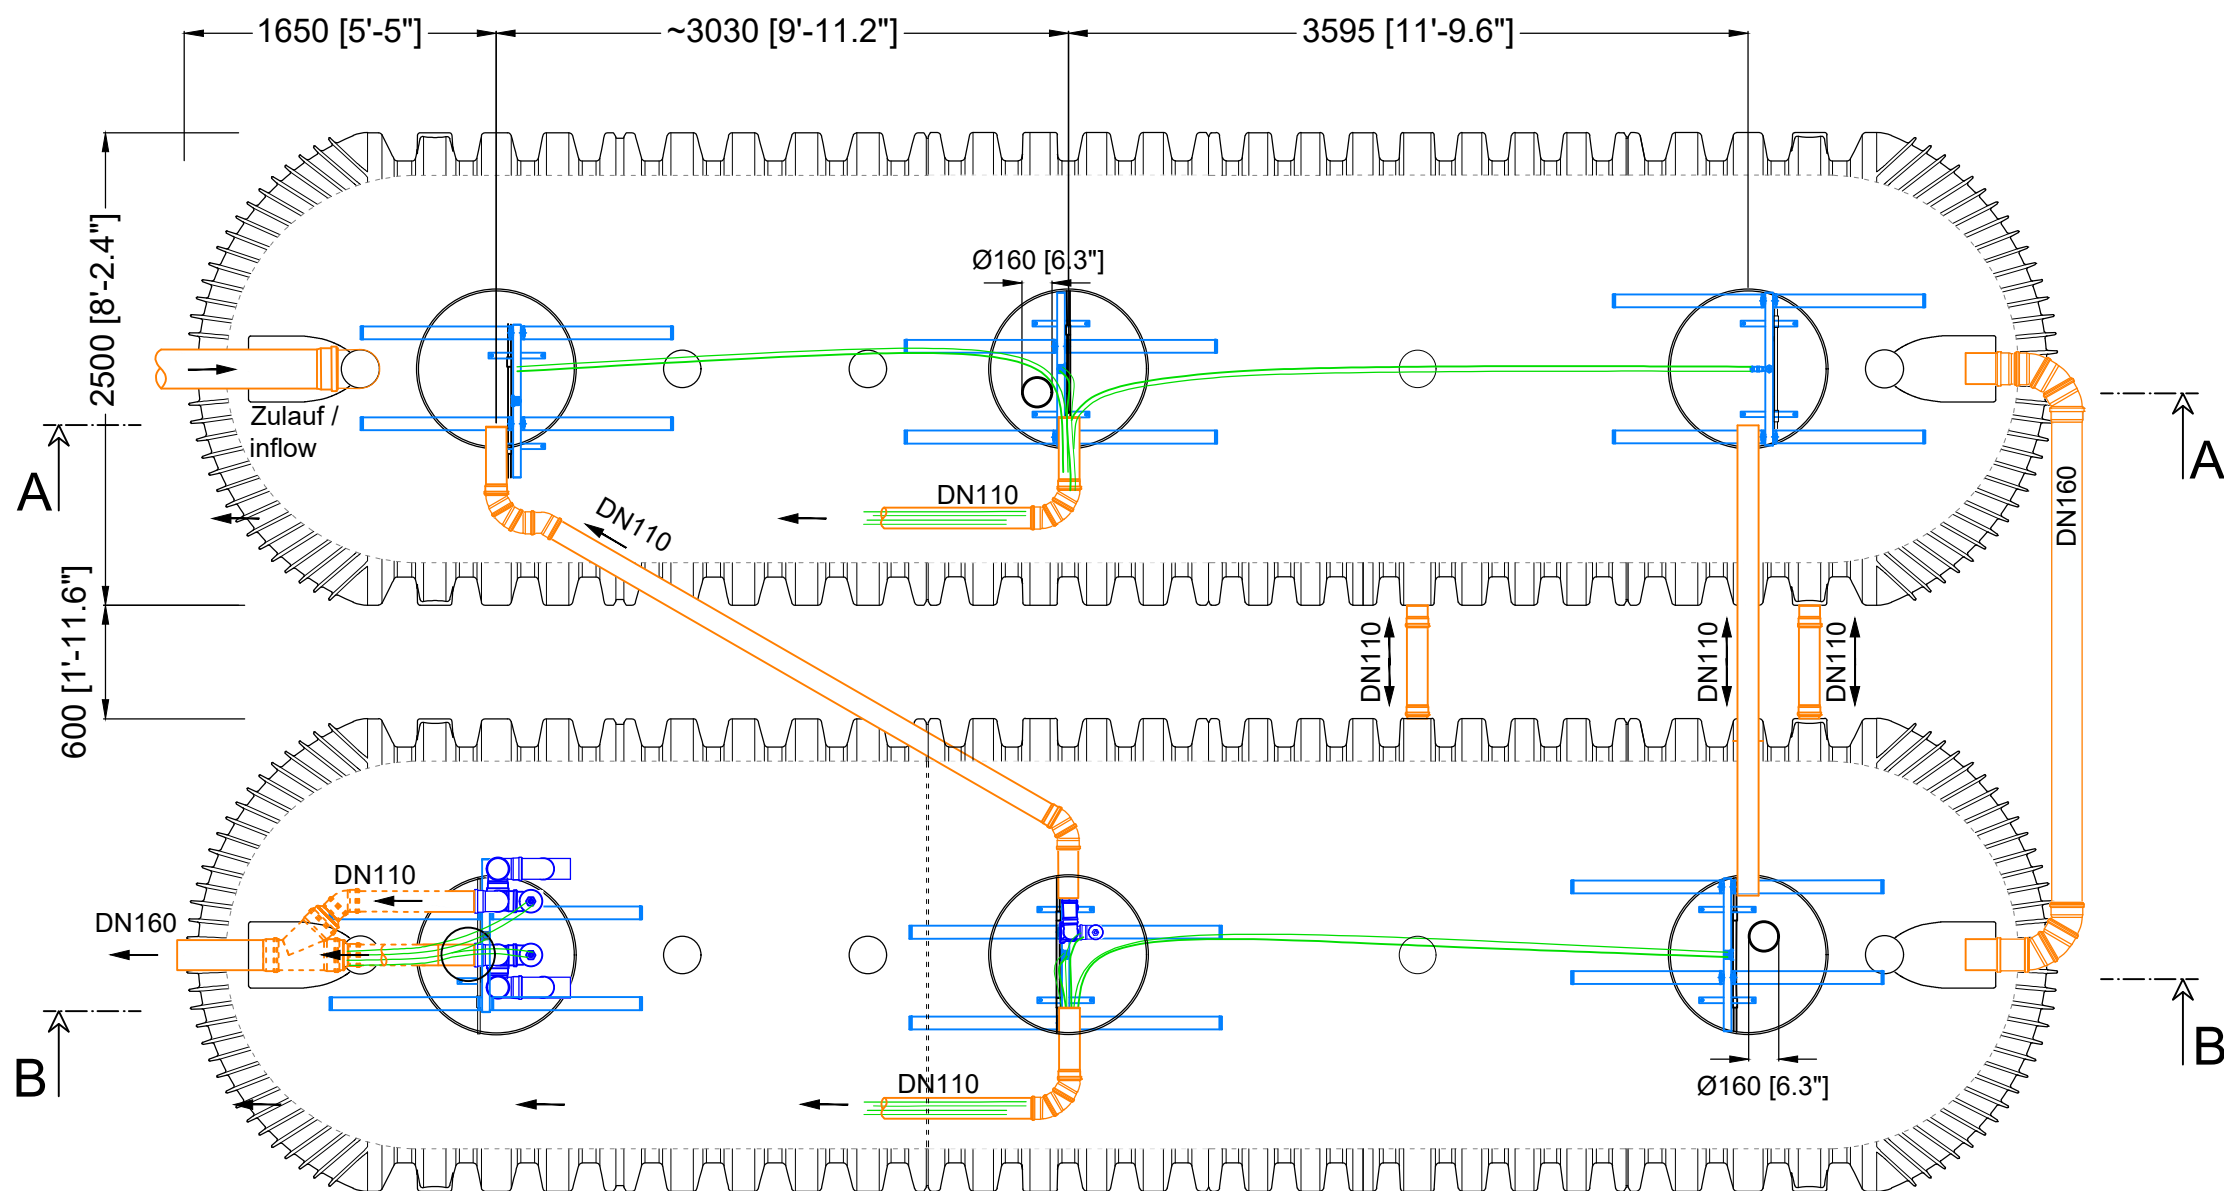 1650 [5'-5"]
~3030 [9'-11.2"]
3595 [11'-9.6"]
2500 [8'-2.4"]
Ø160 [6.3"]
Zulauf /
inflow
A
A
DN110
DN110
DN160
600 [1'-11.6"]
DN110
DN110
DN110
DN110
DN160
B
B
DN110
Ø160 [6.3"]